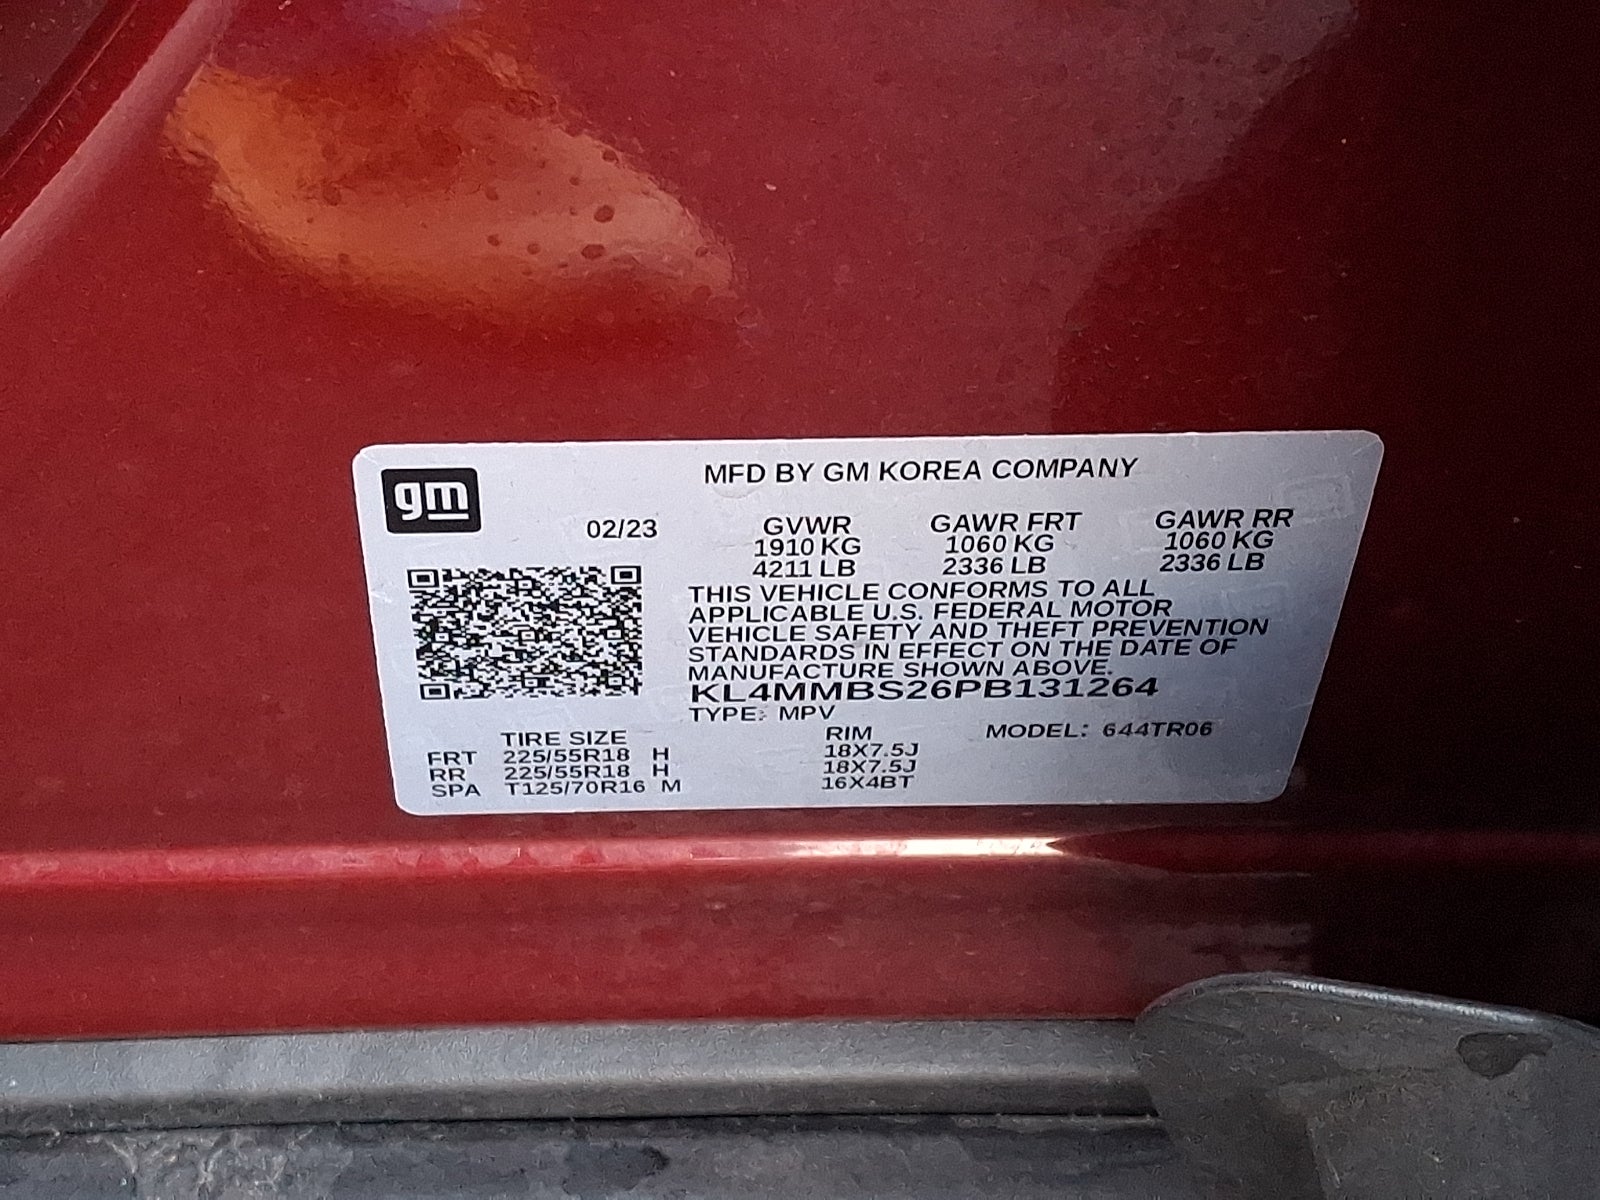 gm
MFD BY GM KOREA COMPANY
02/23 GVWR GAWR FRT GAWR RR
1910 KG 1060 KG 1060 KG
4211 LB 2336 LB 2336 LB
THIS VEHICLE CONFORMS TO ALL
APPLICABLE U.S. FEDERAL MOTOR
VEHICLE SAFETY AND THEFT PREVENTION
STANDARDS IN EFFECT ON THE DATE OF
MANUFACTURE SHOWN ABOVE.
KL4MMBS26PB131264
TYPE: MPV
TIRE SIZE RIM MODEL: 644TR06
FRT 225/55R18 H 18X7.5J
RR 225/55R18 H 18X7.5J
SPA T125/70R16 M 16X4BT